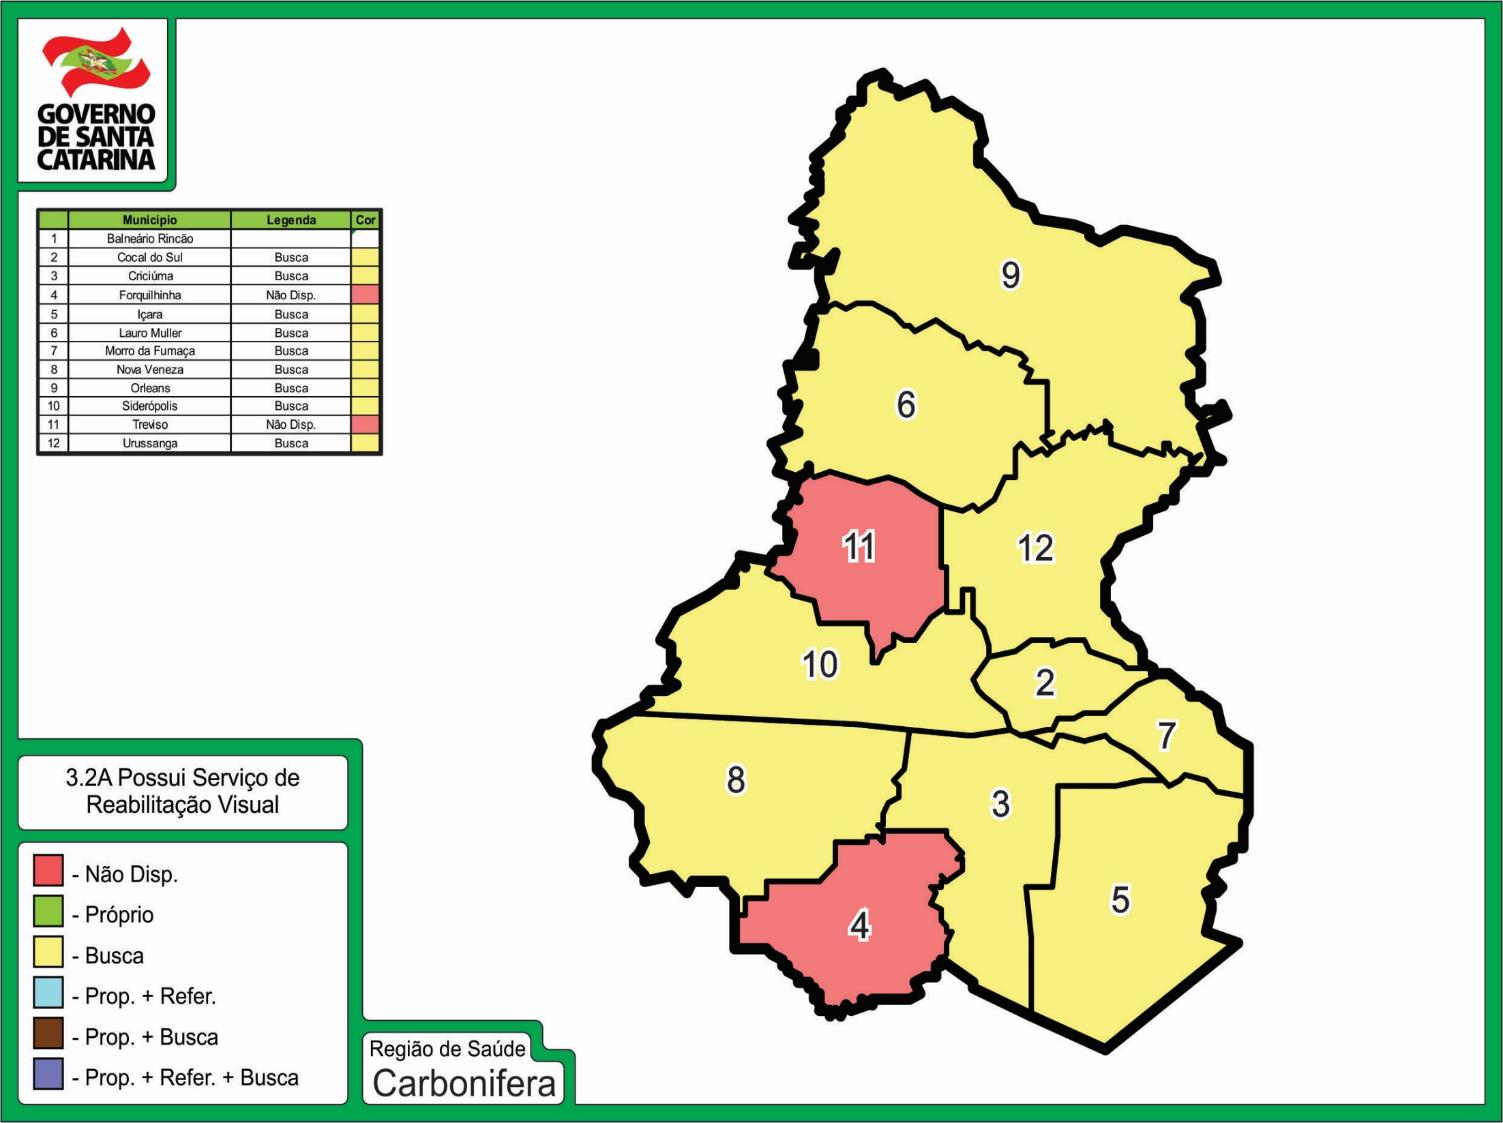 GOVERNO
DE SANTA
CATARINA
Município Legenda Cor
1 Balneário Rincão
2 Cocal do Sul Busca
3 Criciúma Busca
4 Forquilhinha Não Disp.
5 Içara Busca
6 Lauro Muller Busca
7 Morro da Fumaça Busca
8 Nova Veneza Busca
9 Orleans Busca
10 Siderópolis Busca
11 Treviso Não Disp.
12 Urussanga Busca
9
6
11
12
10
2
7
8
3
5
4
3.2A Possui Serviço de
Reabilitação Visual
- Não Disp.
- Próprio
- Busca
- Prop. + Refer.
- Prop. + Busca
- Prop. + Refer. + Busca
Região de Saúde
Carbonifera